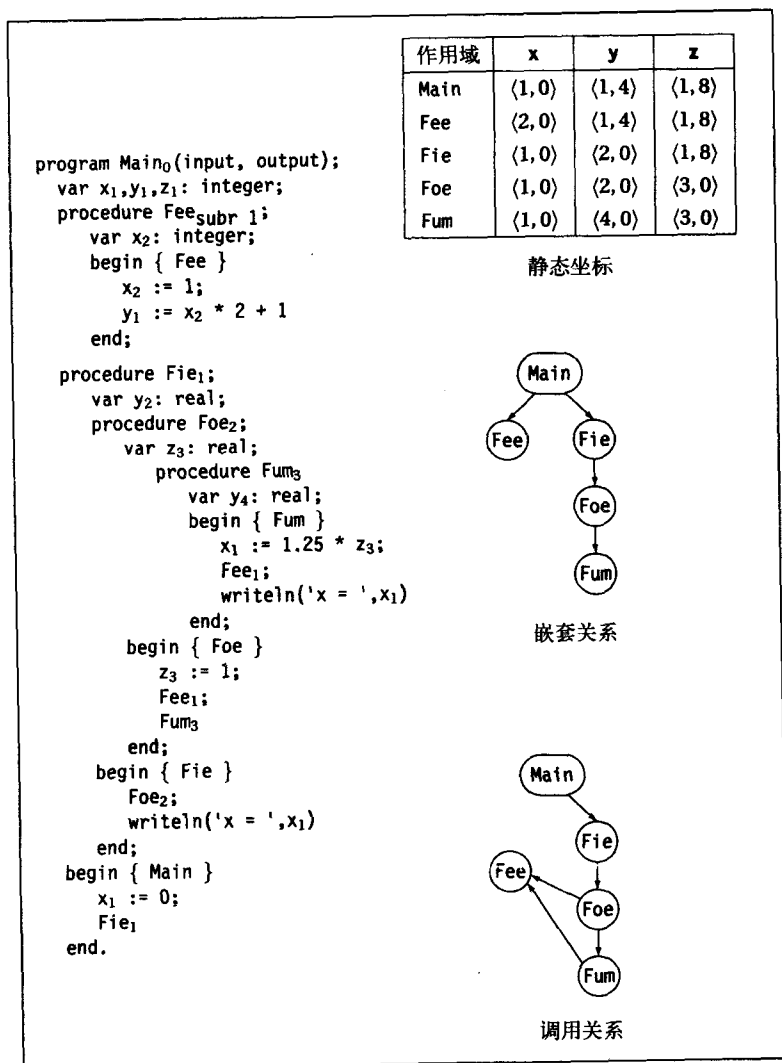 作用域 x y z
Main ⟨1,0⟩ ⟨1,4⟩ ⟨1,8⟩
Fee ⟨2,0⟩ ⟨1,4⟩ ⟨1,8⟩
Fie ⟨1,0⟩ ⟨2,0⟩ ⟨1,8⟩
Foe ⟨1,0⟩ ⟨2,0⟩ ⟨3,0⟩
Fum ⟨1,0⟩ ⟨4,0⟩ ⟨3,0⟩
静态坐标
program Main₀(input, output);
var x₁,y₁,z₁: integer;
procedure Fee subr 1;
var x₂: integer;
begin { Fee }
x₂ := 1;
y₁ := x₂ * 2 + 1
end;
procedure Fie₁;
var y₂: real;
procedure Foe₂;
var z₃: real;
procedure Fum₃
var y₄: real;
begin { Fum }
x₁ := 1.25 * z₃;
Fee₁;
writeln('x = ',x₁)
end;
begin { Foe }
z₃ := 1;
Fee₁;
Fum₃
end;
begin { Fie }
Foe₂;
writeln('x = ',x₁)
end;
begin { Main }
x₁ := 0;
Fie₁
end.
Main
Fee Fie
Foe
Fum
嵌套关系
Main
Fie
Fee
Foe
Fum
调用关系